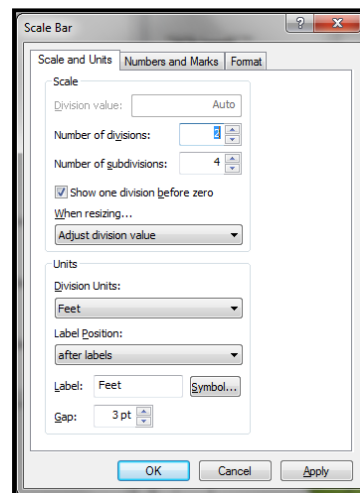 Scale Bar
Scale and Units Numbers and Marks Format
Scale
Division value: Auto
Number of divisions: 2
Number of subdivisions: 4
Show one division before zero
When resizing...
Adjust division value
Units
Division Units:
Feet
Label Position:
after labels
Label: Feet Symbol...
Gap: 3 pt
OK Cancel Apply